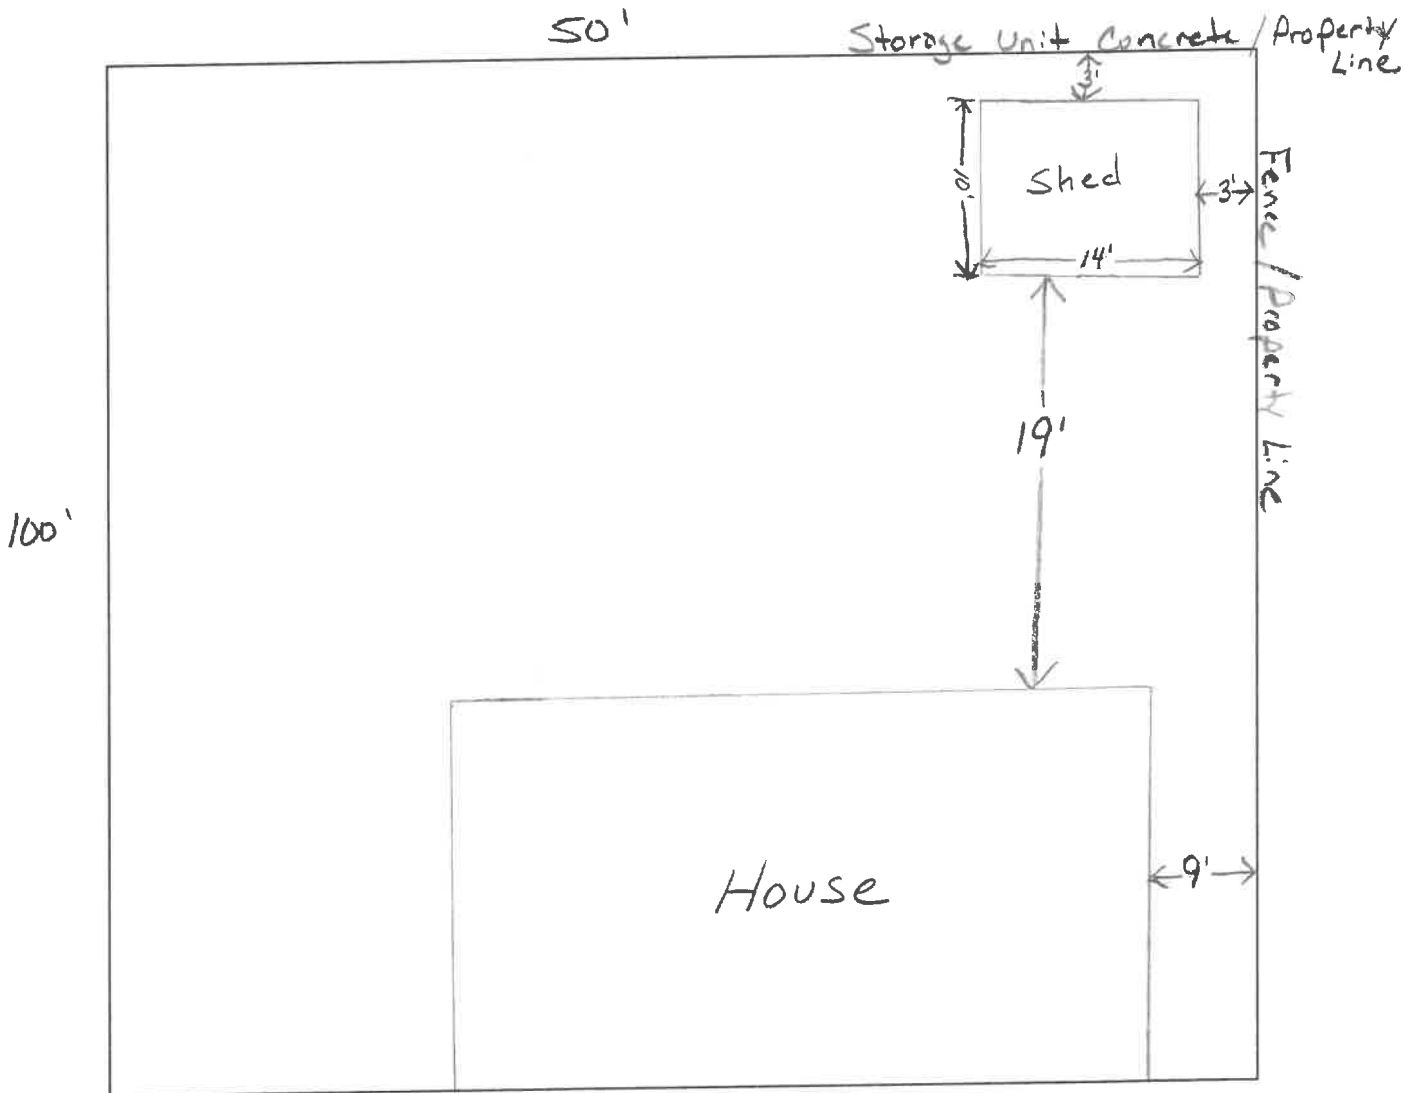 50'
Storage Unit Concrete / Property
Line
3'
10'
Shed
3'
14'
Fence / Property Line
19'
100'
House
9'